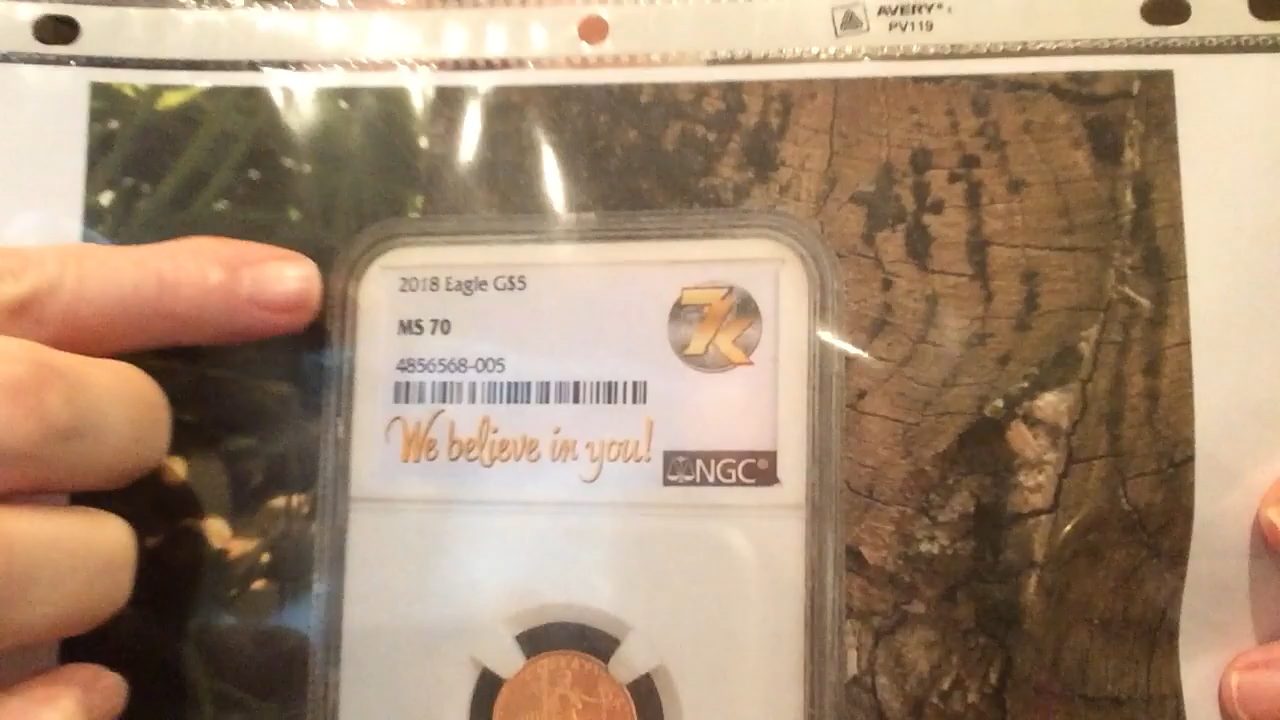 AVERY®
PV119
2018 Eagle G$5
MS 70
7k
4856568-005
We believe in you!
NGC®